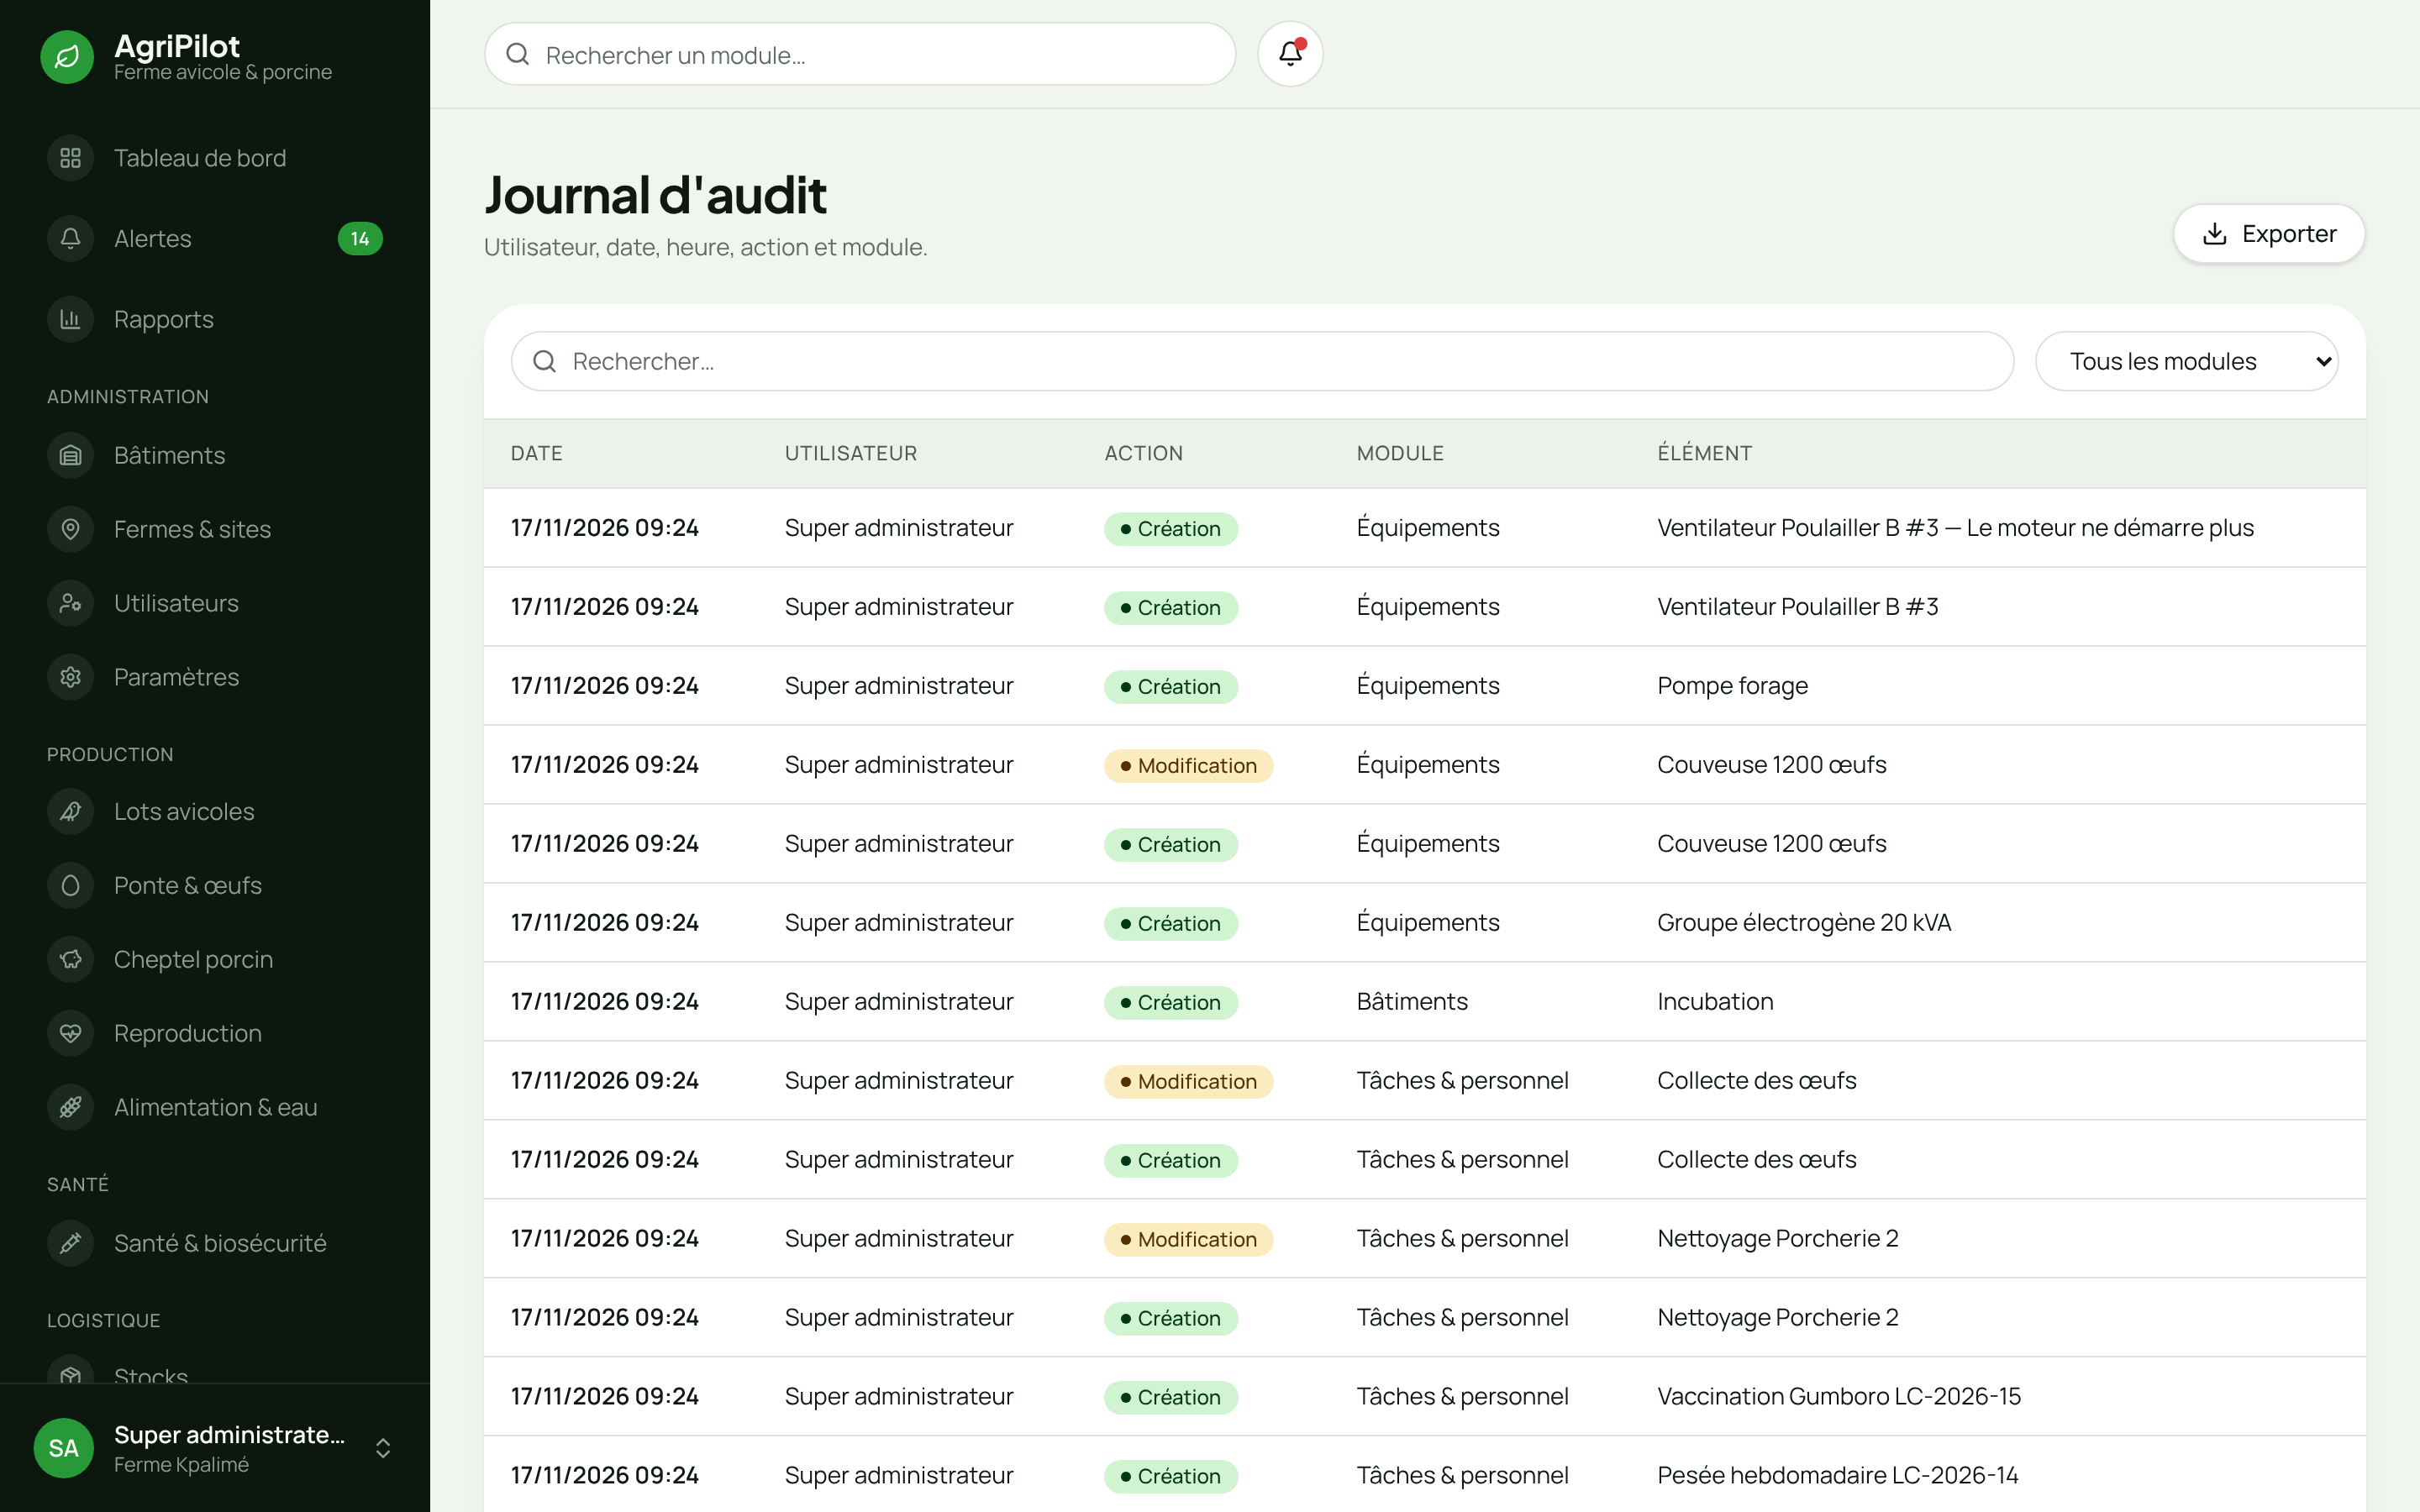 AgriPilot
Ferme avicole & porcine
Tableau de bord
Alertes 14
Rapports
ADMINISTRATION
Bâtiments
Fermes & sites
Utilisateurs
Paramètres
PRODUCTION
Lots avicoles
Ponte & œufs
Cheptel porcin
Reproduction
Alimentation & eau
SANTÉ
Santé & biosécurité
LOGISTIQUE
Stocks
SA Super administrate...
Ferme Kpalimé
Rechercher un module...
Journal d'audit
Utilisateur, date, heure, action et module.
Exporter
Rechercher...
Tous les modules
DATE UTILISATEUR ACTION MODULE ÉLÉMENT
17/11/2026 09:24 Super administrateur Création Équipements Ventilateur Poulailler B #3 — Le moteur ne démarre plus
17/11/2026 09:24 Super administrateur Création Équipements Ventilateur Poulailler B #3
17/11/2026 09:24 Super administrateur Création Équipements Pompe forage
17/11/2026 09:24 Super administrateur Modification Équipements Couveuse 1200 œufs
17/11/2026 09:24 Super administrateur Création Équipements Couveuse 1200 œufs
17/11/2026 09:24 Super administrateur Création Équipements Groupe électrogène 20 kVA
17/11/2026 09:24 Super administrateur Création Bâtiments Incubation
17/11/2026 09:24 Super administrateur Modification Tâches & personnel Collecte des œufs
17/11/2026 09:24 Super administrateur Création Tâches & personnel Collecte des œufs
17/11/2026 09:24 Super administrateur Modification Tâches & personnel Nettoyage Porcherie 2
17/11/2026 09:24 Super administrateur Création Tâches & personnel Nettoyage Porcherie 2
17/11/2026 09:24 Super administrateur Création Tâches & personnel Vaccination Gumboro LC-2026-15
17/11/2026 09:24 Super administrateur Création Tâches & personnel Pesée hebdomadaire LC-2026-14